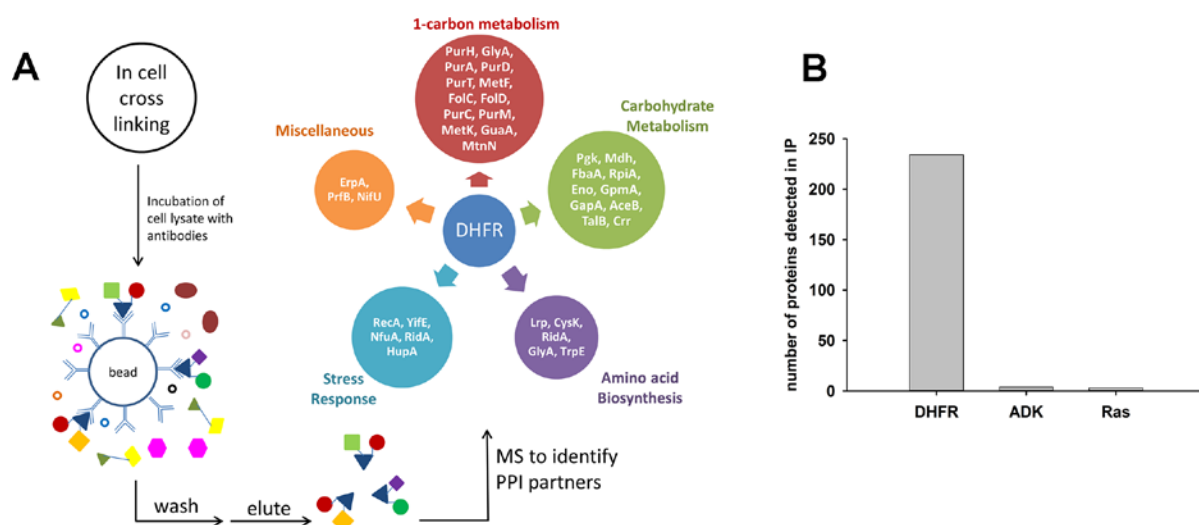 A
In cell
cross
linking
Incubation of
cell lysate with
antibodies
bead
wash
elute
MS to identify
PPI partners
1-carbon metabolism
PurH, GlyA,
PurA, PurD,
PurT, MetF,
FolC, FolD,
PurC, PurM,
MetK, GuaA,
MtnN
Carbohydrate
Metabolism
Pgk, Mdh,
FbaA, RpiA,
Eno, GpmA,
GapA, AceB,
TalB, Crr
Miscellaneous
ErpA,
PrfB, NifU
DHFR
RecA, YifE,
NfuA, RidA,
HupA
Stress
Response
Lrp, CysK,
RidA,
GlyA, TrpE
Amino acid
Biosynthesis
B
number of proteins detected in IP
250
200
150
100
50
0
DHFR ADK Ras